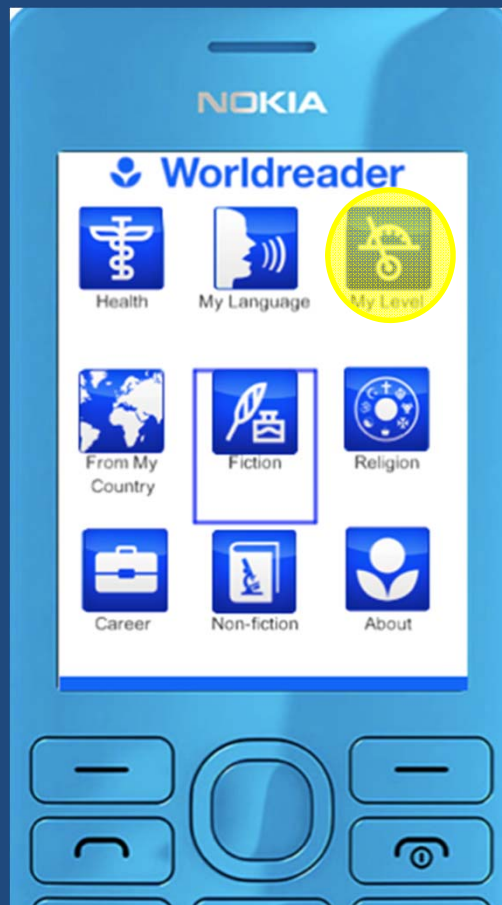 NOKIA
Worldreader
Health
My Language
My Level
From My
Country
Fiction
Religion
Career
Non-fiction
About